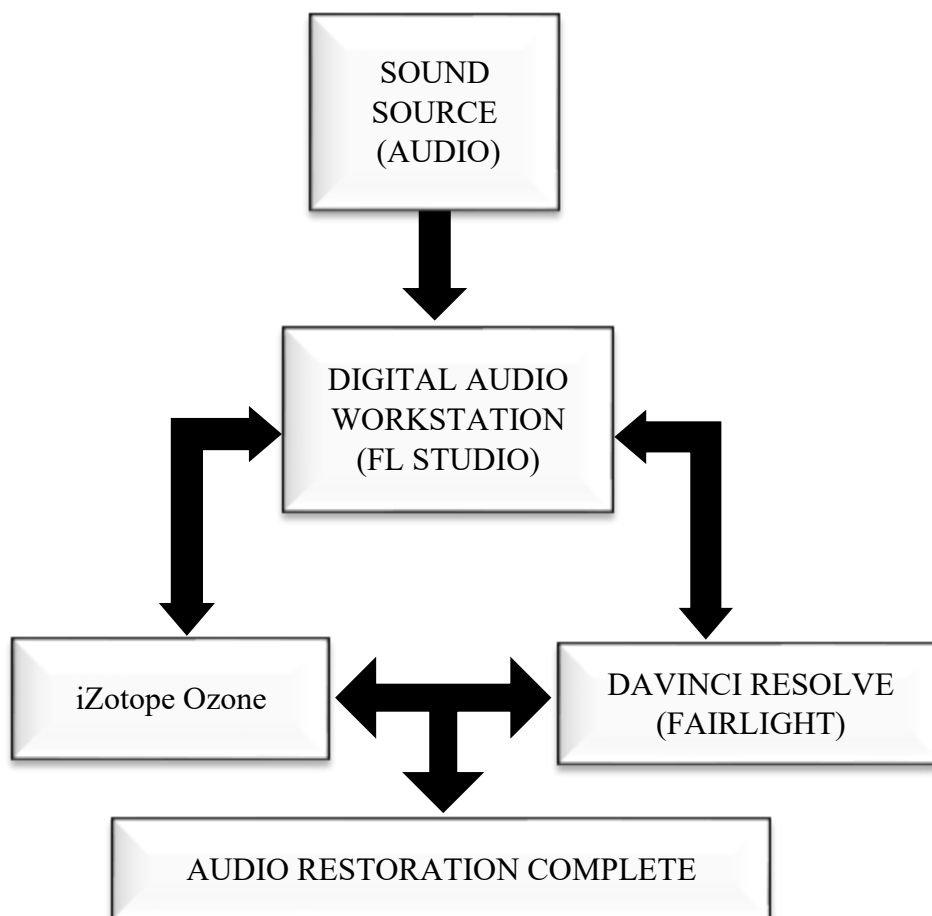 SOUND
SOURCE
(AUDIO)
DIGITAL AUDIO
WORKSTATION
(FL STUDIO)
iZotope Ozone
DAVINCI RESOLVE
(FAIRLIGHT)
AUDIO RESTORATION COMPLETE